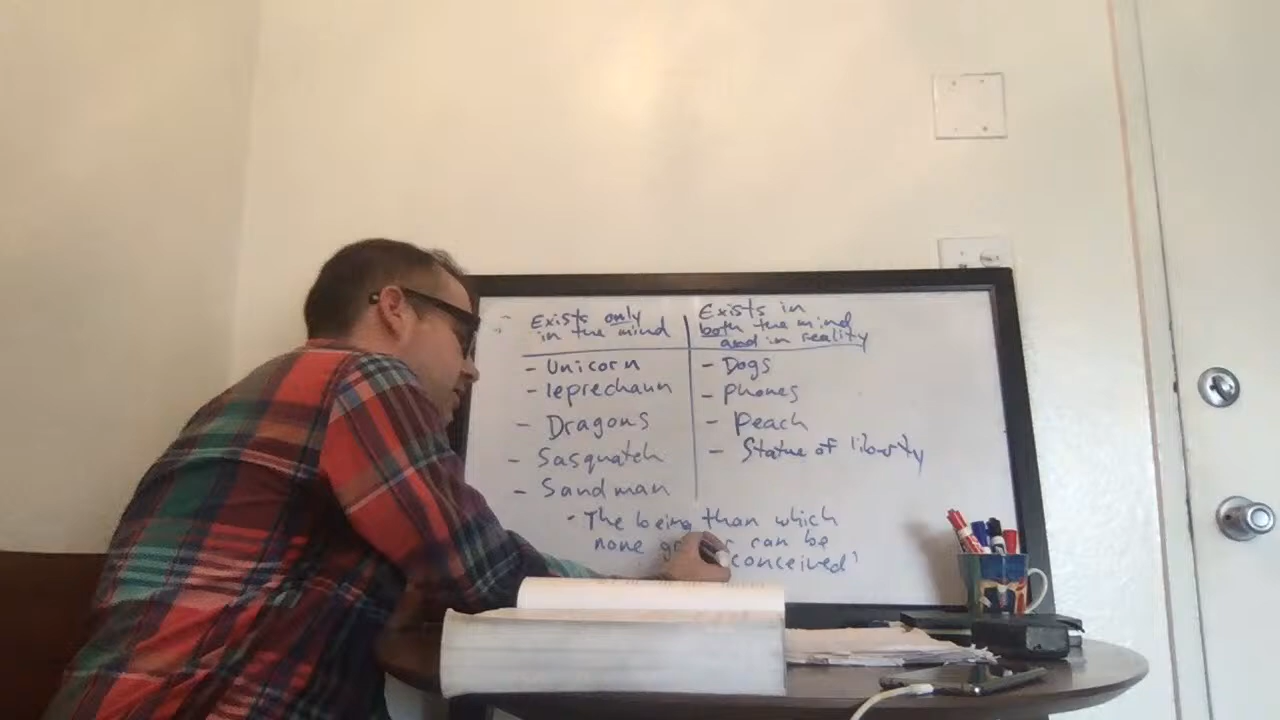 Exists only
in the mind
- Unicorn
- leprechaun
- Dragons
- Sasquatch
- Sandman
Exists in
both the mind
and in reality
- Dogs
- Phones
- Peach
- Statue of liberty
- The being than which
none can be
conceived'